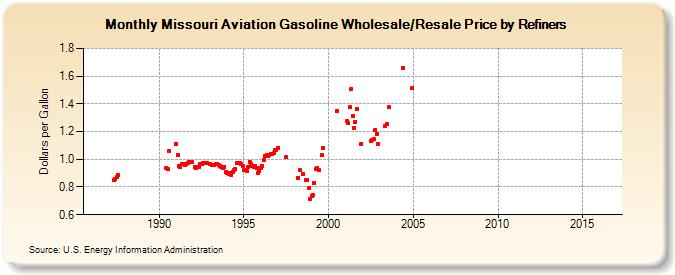 Monthly Missouri Aviation Gasoline Wholesale/Resale Price by Refiners
Dollars per Gallon
1.8
1.6
1.4
1.2
1.0
0.8
0.6
1990 1995 2000 2005 2010 2015
Source: U.S. Energy Information Administration